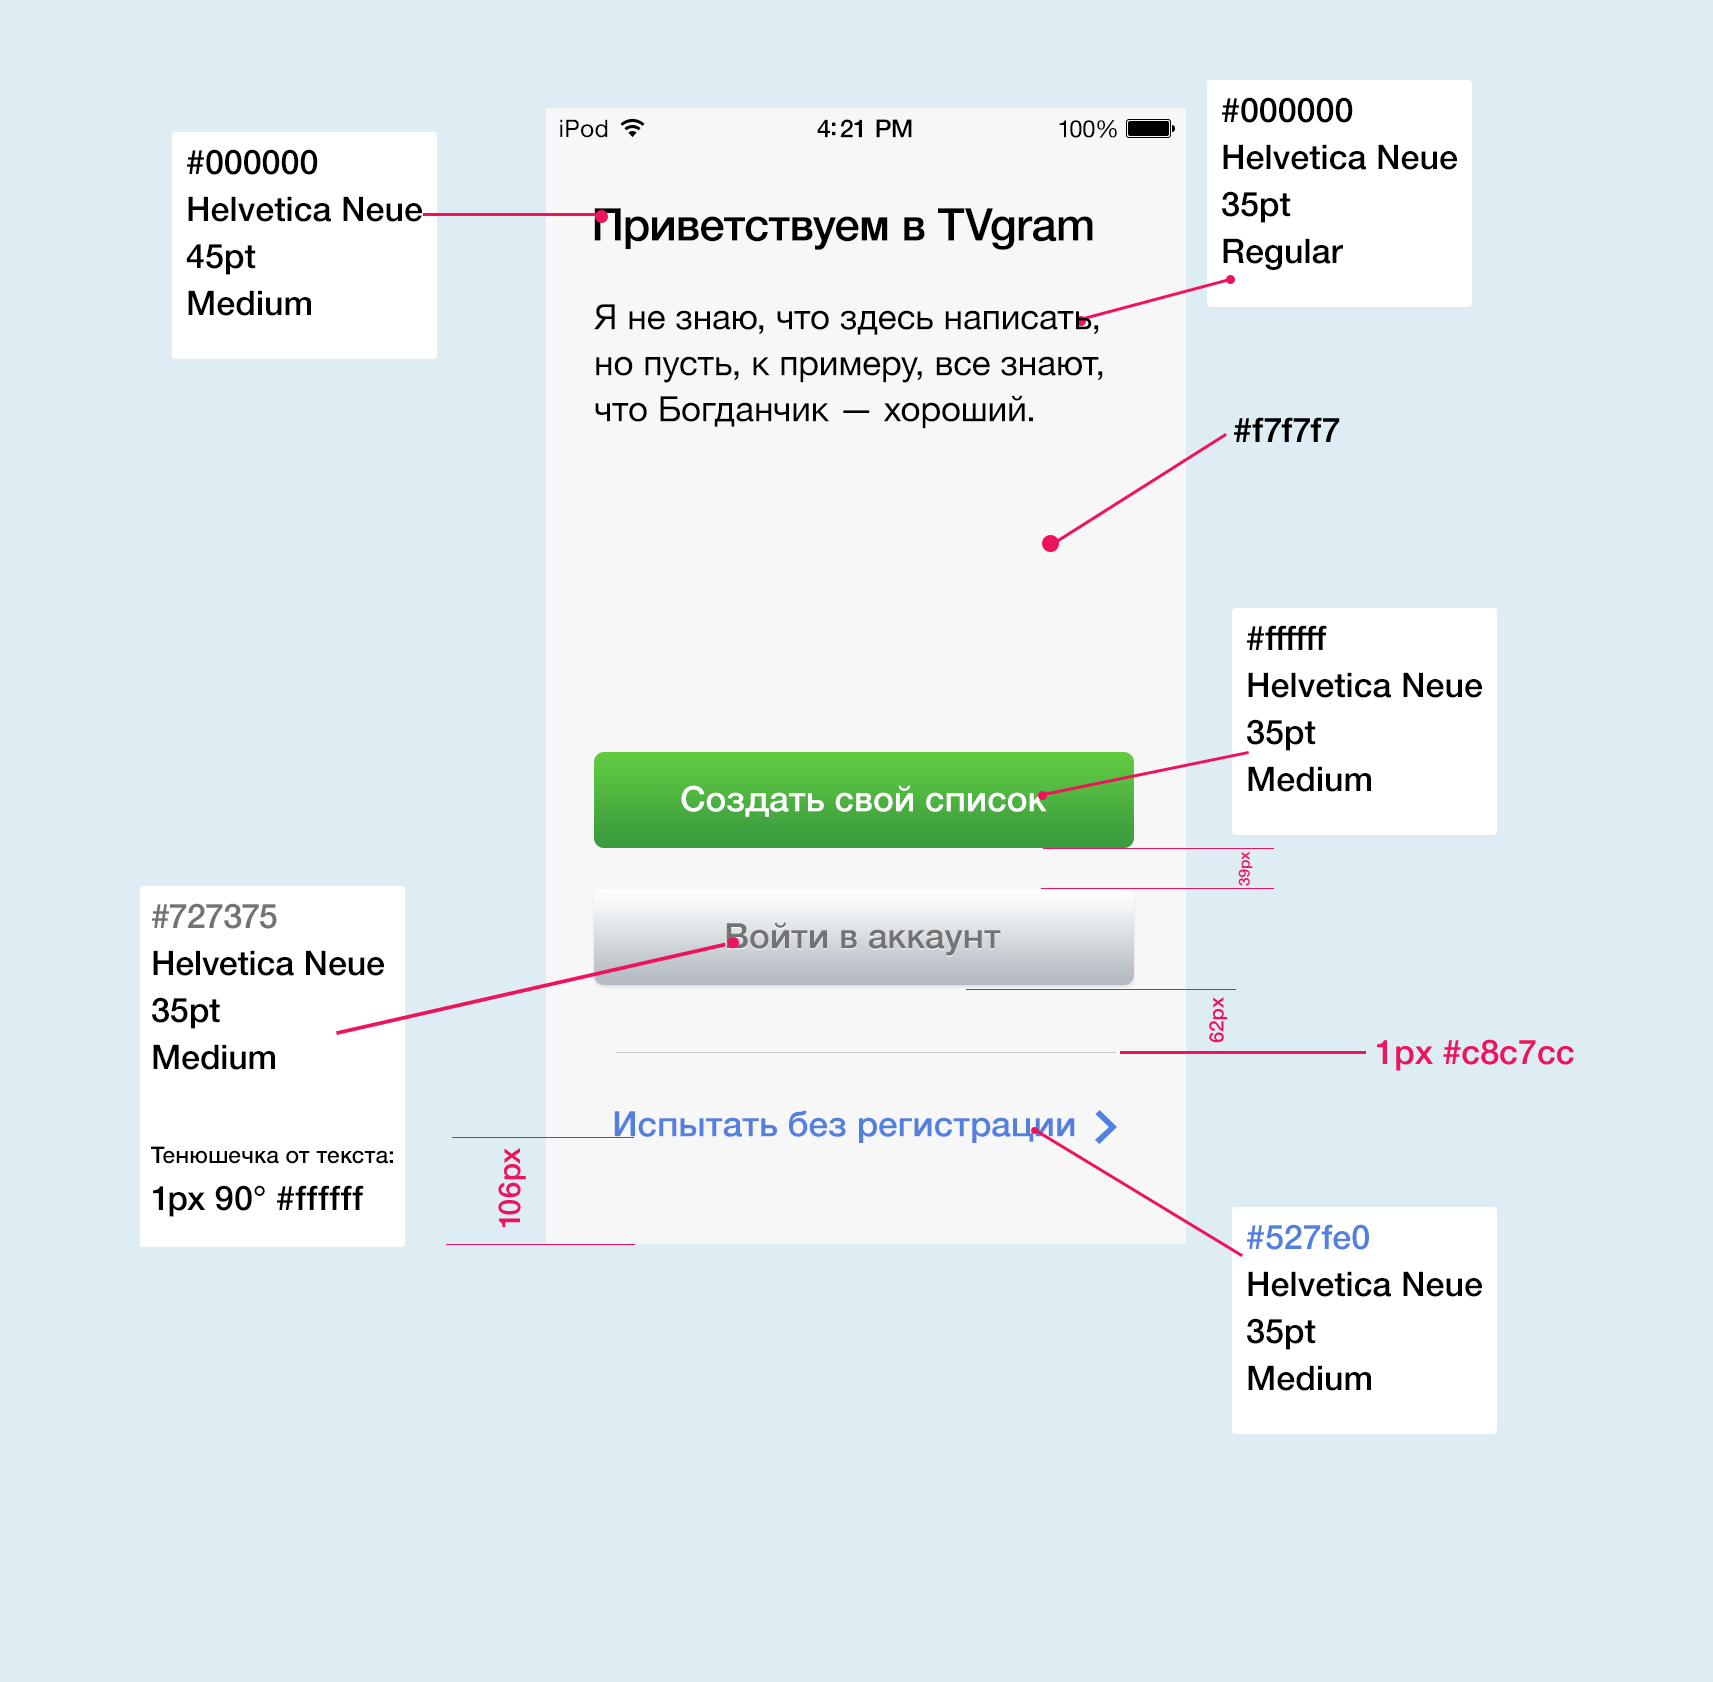 iPod 4:21 PM 100%
#000000
Helvetica Neue
45pt
Medium
Приветствуем в TVgram
#000000
Helvetica Neue
35pt
Regular
Я не знаю, что здесь написать,
но пусть, к примеру, все знают,
что Богданчик — хороший.
#f7f7f7
#ffffff
Helvetica Neue
35pt
Medium
Создать свой список
39px
Войти в аккаунт
#727375
Helvetica Neue
35pt
Medium
Тенюшечка от текста:
1px 90° #ffffff
62px
1px #c8c7cc
Испытать без регистрации
106px
#527fe0
Helvetica Neue
35pt
Medium